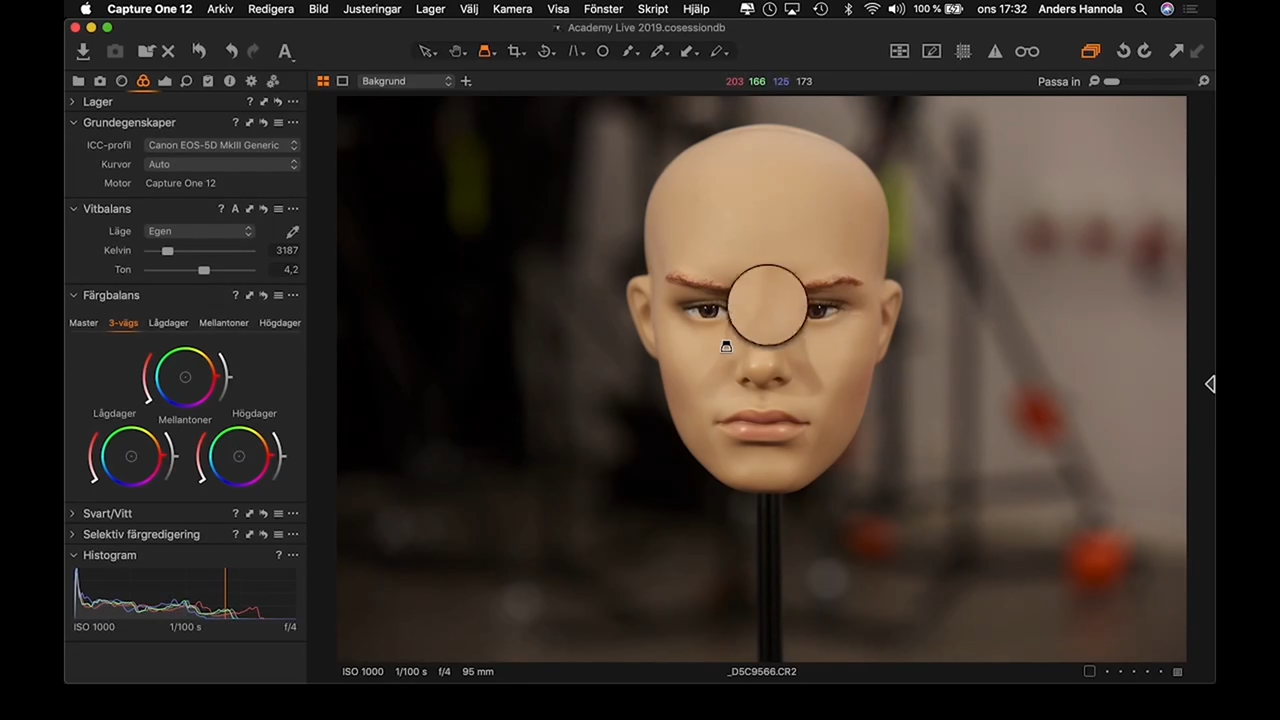 Capture One 12 Arkiv Redigera Bild Justeringar Lager Välj Kamera Visa Fönster Skript Hjälp 100 % ons 17:32 Anders Hannola
Academy Live 2019.cosessiondb
Bakgrund 203 166 125 173 Passa in
Lager
Grundegenskaper
ICC-profil Canon EOS-5D MkIII Generic
Kurvor Auto
Motor Capture One 12
Vitbalans
Läge Egen
Kelvin 3187
Ton 4,2
Färgbalans
Master 3-vägs Lågdager Mellantoner Högdager
Lågdager Mellantoner Högdager
Svart/Vitt
Selektiv färgredigering
Histogram
ISO 1000 1/100 s f/4
ISO 1000 1/100 s f/4 95 mm _D5C9566.CR2